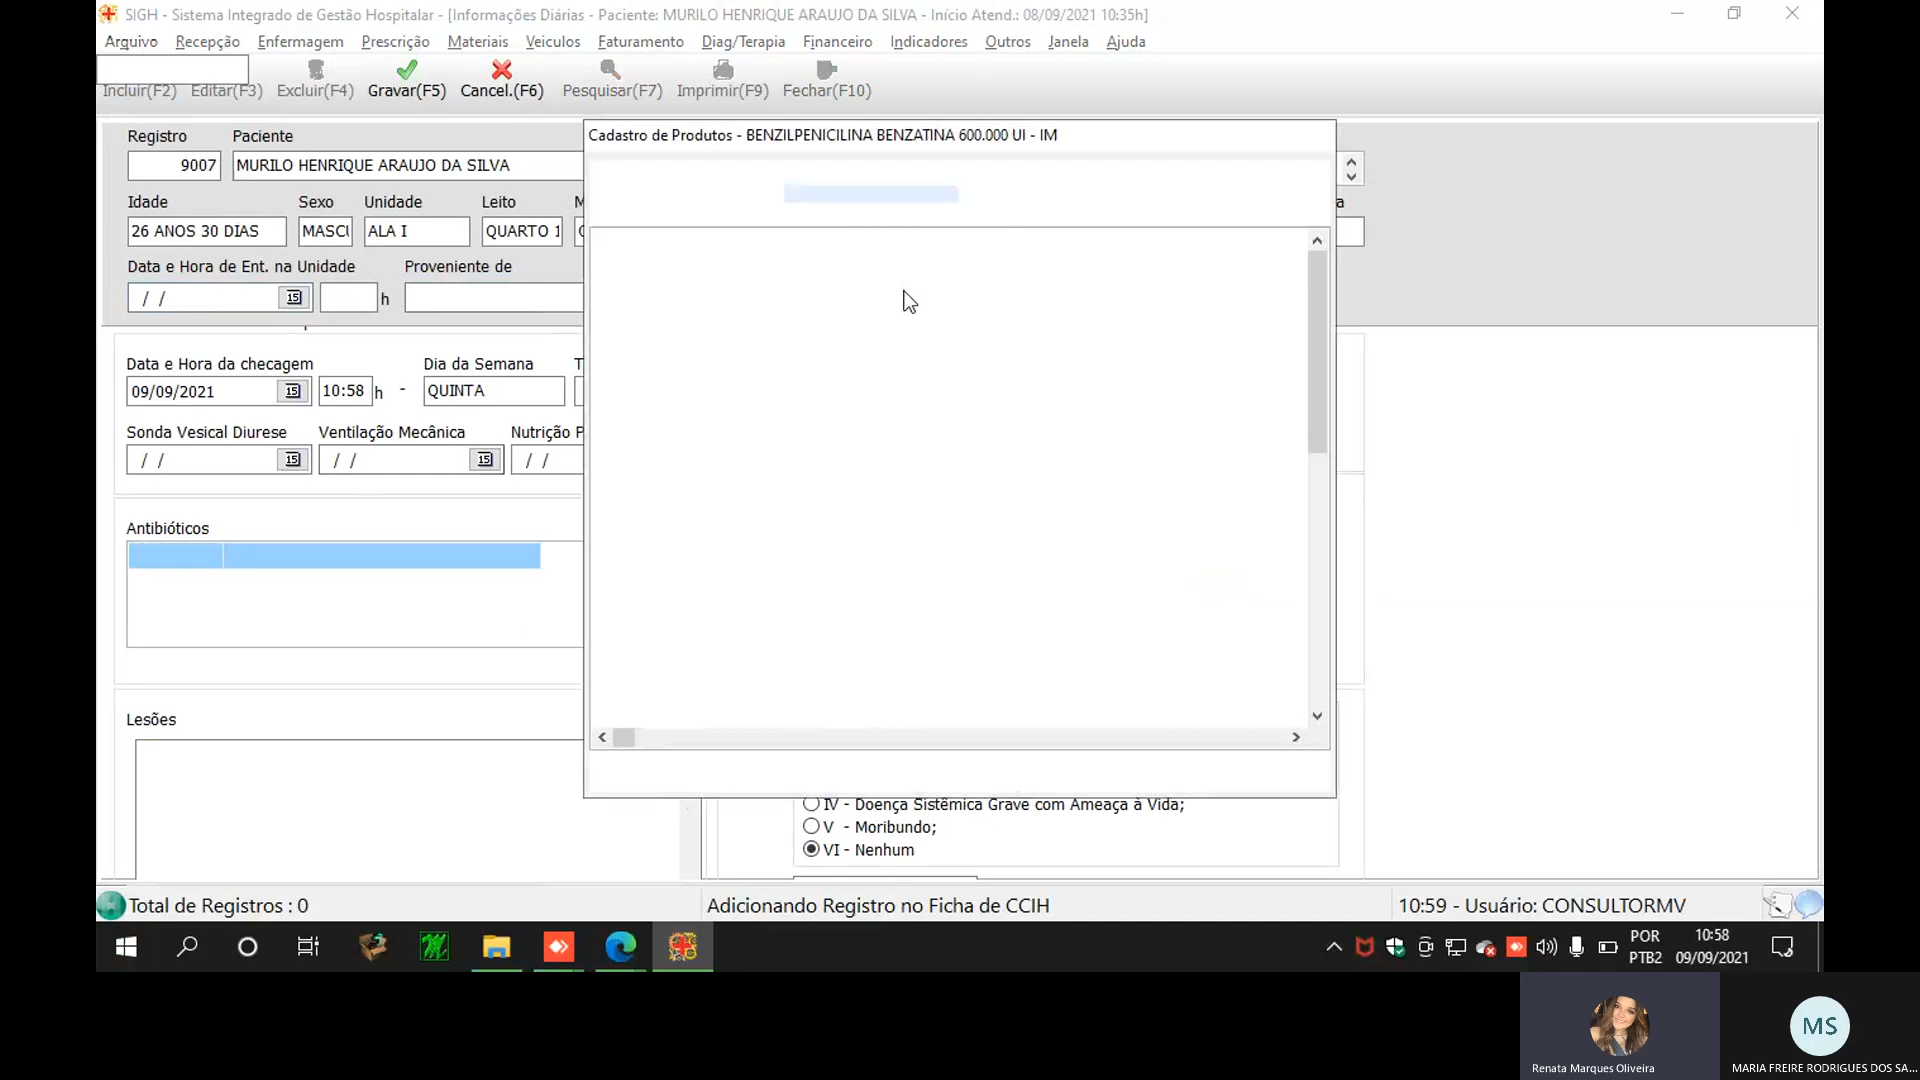 SIGH - Sistema Integrado de Gestão Hospitalar - [Informações Diárias - Paciente: MURILO HENRIQUE ARAUJO DA SILVA - Início Atend.: 08/09/2021 10:35h]
Arquivo Recepção Enfermagem Prescrição Materiais Veiculos Faturamento Diag/Terapia Financeiro Indicadores Outros Janela Ajuda
Incluir(F2) Editar(F3) Excluir(F4) Gravar(F5) Cancel.(F6) Pesquisar(F7) Imprimir(F9) Fechar(F10)
Cadastro de Produtos - BENZILPENICILINA BENZATINA 600.000 UI - IM
Registro Paciente
9007 MURILO HENRIQUE ARAUJO DA SILVA
Idade Sexo Unidade Leito M a
26 ANOS 30 DIAS MASCU ALA I QUARTO 1
Data e Hora de Ent. na Unidade Proveniente de
/ / 15 h
Data e Hora da checagem Dia da Semana T
09/09/2021 15 10:58 h - QUINTA
Sonda Vesical Diurese Ventilação Mecânica Nutrição P
/ / 15 / / 15 / /
Antibióticos
Lesões
IV - Doença Sistêmica Grave com Ameaça à Vida;
V - Moribundo;
VI - Nenhum
Total de Registros : 0 Adicionando Registro no Ficha de CCIH 10:59 - Usuário: CONSULTORMV
POR 10:58
PTB2 09/09/2021
MS
Renata Marques Oliveira MARIA FREIRE RODRIGUES DOS SA...